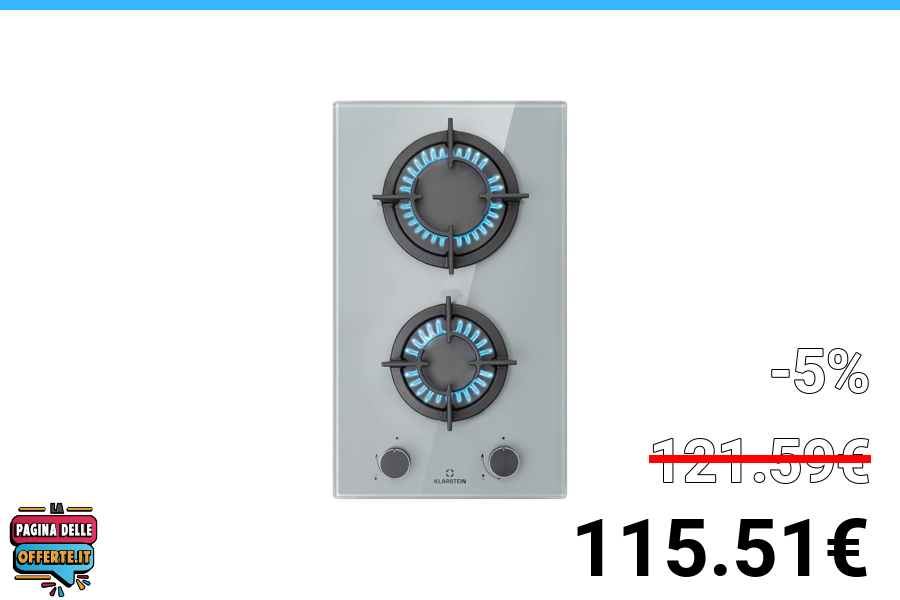 -5%
121.59€
115.51€
KLARSTEIN
LA
PAGINA DELLE
OFFERTE.IT